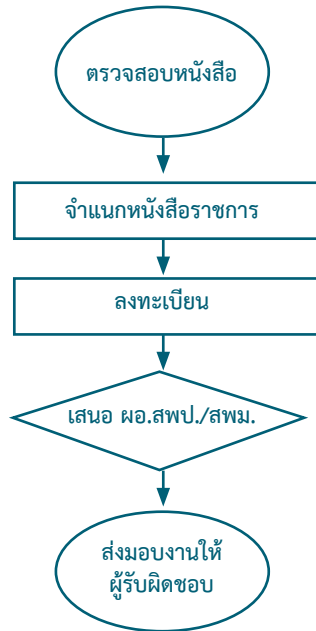 ตรวจสอบหนังสือ
จำแนกหนังสือราชการ
ลงทะเบียน
เสนอ ผอ.สพป./สพม.
ส่งมอบงานให้
ผู้รับผิดชอบ